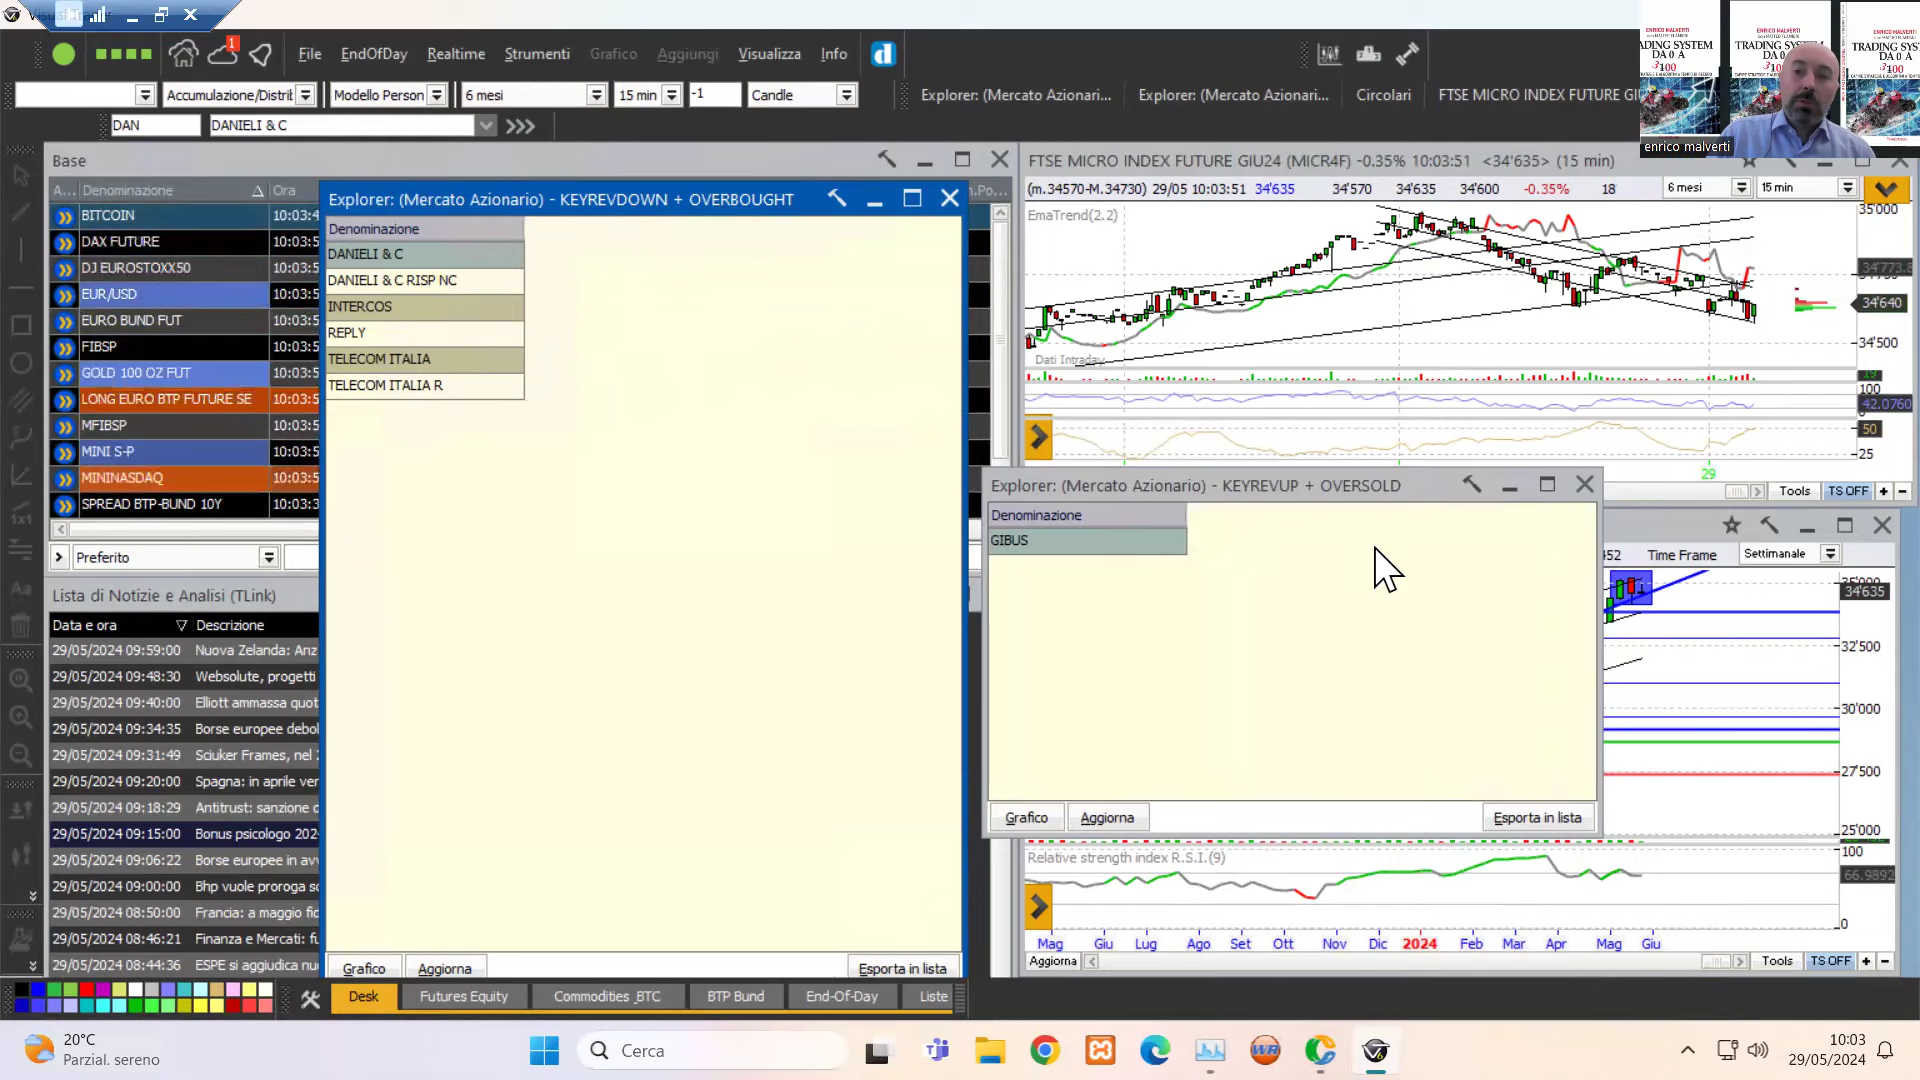 File EndOfDay Realtime Strumenti Grafico Aggiungi Visualizza Info
1
Accumulazione/Distrib Modello Person 6 mesi 15 min -1 Candle
Explorer: (Mercato Azionari... Explorer: (Mercato Azionari... Circolari FTSE MICRO INDEX FUTURE GI
DAN DANIELI & C
ENRICO MALVERTI
TRADING SYSTEM
DA 0 A
100
enrico malverti
Base
A... Denominazione Ora
BITCOIN 10:03:4
DAX FUTURE 10:03:5
DJ EUROSTOXX50 10:03:5
EUR/USD 10:03:5
EURO BUND FUT 10:03:5
FIBSP 10:03:5
GOLD 100 OZ FUT 10:03:5
LONG EURO BTP FUTURE SE 10:03:5
MFIBSP 10:03:5
MINI S-P 10:03:5
MININASDAQ 10:03:5
SPREAD BTP-BUND 10Y 10:03:3
Preferito
Lista di Notizie e Analisi (TLink)
Data e ora Descrizione
29/05/2024 09:59:00 Nuova Zelanda: Anz
29/05/2024 09:48:30 Websolute, progetti
29/05/2024 09:40:00 Elliott ammassa quot
29/05/2024 09:34:35 Borse europee debol
29/05/2024 09:31:49 Sciuker Frames, nel
29/05/2024 09:20:00 Spagna: in aprile ver
29/05/2024 09:18:29 Antitrust: sanzione d
29/05/2024 09:15:00 Bonus psicologo 202
29/05/2024 09:06:22 Borse europee in avv
29/05/2024 09:00:00 Bhp vuole proroga sc
29/05/2024 08:50:00 Francia: a maggio fic
29/05/2024 08:46:21 Finanza e Mercati: fu
29/05/2024 08:44:36 ESPE si aggiudica nu
Explorer: (Mercato Azionario) - KEYREVDOWN + OVERBOUGHT
Denominazione
DANIELI & C
DANIELI & C RISP NC
INTERCOS
REPLY
TELECOM ITALIA
TELECOM ITALIA R
Grafico Aggiorna Esporta in lista
FTSE MICRO INDEX FUTURE GIU24 (MICR4F) -0.35% 10:03:51 <34'635> (15 min)
(m.34570-M.34730) 29/05 10:03:51 34'635 34'570 34'635 34'600 -0.35% 18 6 mesi 15 min
EmaTrend(2.2)
35'000
34'773.8
34'640
34'500
Dati Intraday
100
42.0760
50
25
29
Tools TS OFF + -
Explorer: (Mercato Azionario) - KEYREVUP + OVERSOLD
Denominazione
GIBUS
Grafico Aggiorna Esporta in lista
452 Time Frame Settimanale
34'635
32'500
30'000
27'500
25'000
Relative strength index R.S.I.(9)
100
66.9892
0
Mag Giu Lug Ago Set Ott Nov Dic 2024 Feb Mar Apr Mag Giu
Aggiorna Tools TS OFF + -
Desk Futures Equity Commodities_BTC BTP Bund End-Of-Day Liste
20°C
Parzial. sereno
Cerca
10:03
29/05/2024